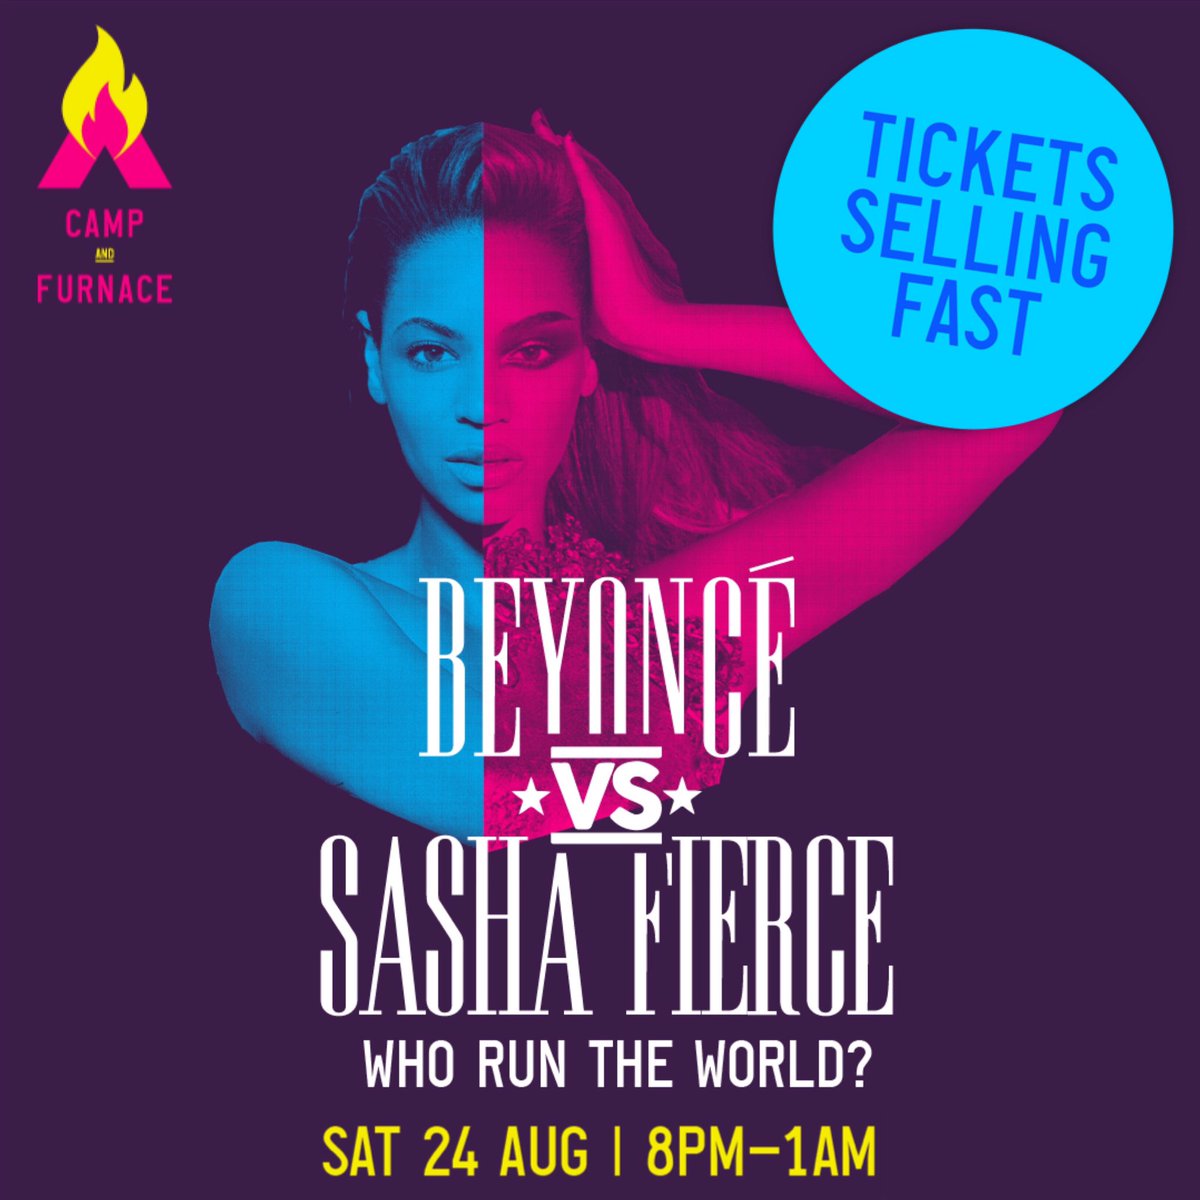 CAMP
AND
FURNACE
TICKETS
SELLING
FAST
BEYONCÉ
VS
SASHA FIERCE
WHO RUN THE WORLD?
SAT 24 AUG | 8PM–1AM